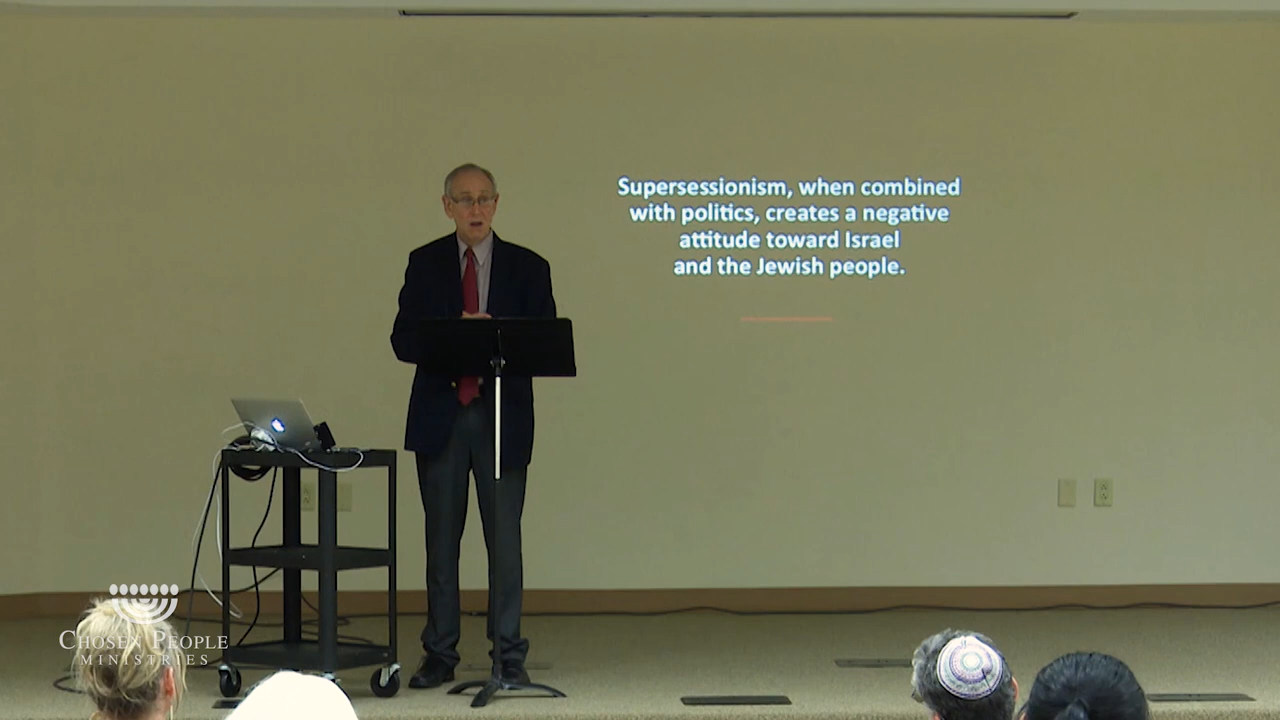 Supersessionism, when combined
with politics, creates a negative
attitude toward Israel
and the Jewish people.
CHOSEN PEOPLE
MINISTRIES